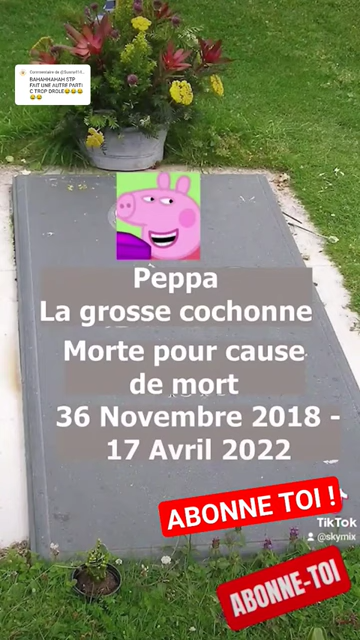 BAHAHHAHAH STP
FAIT UNE AUTRE PARTI
C TROP DROLE
Peppa
La grosse cochonne
Morte pour cause
de mort
36 Novembre 2018 -
17 Avril 2022
ABONNE TOI !
TikTok
@skymix
ABONNE-TOI